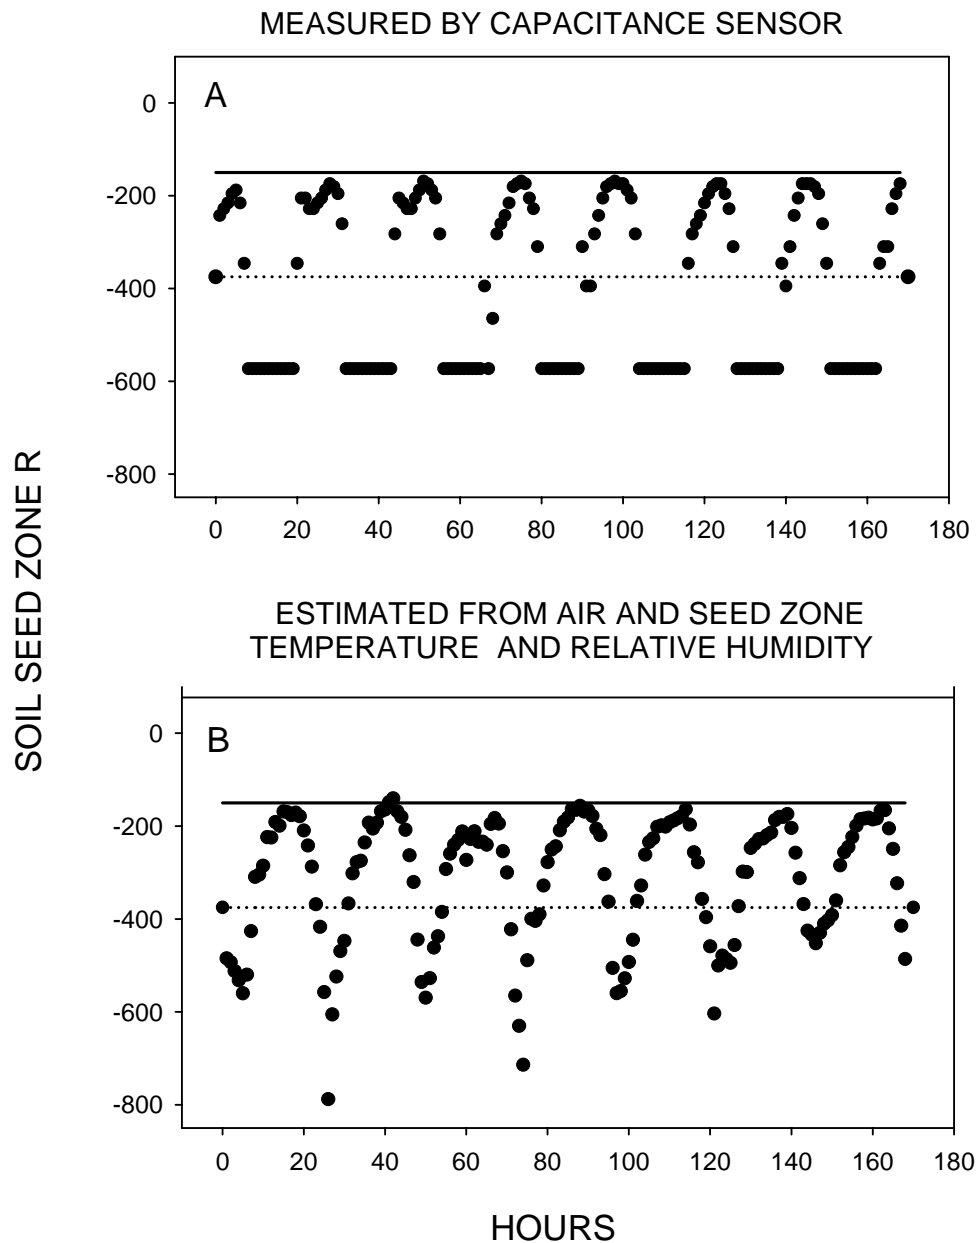 MEASURED BY CAPACITANCE SENSOR
A
0
-200
-400
-600
-800
0 20 40 60 80 100 120 140 160 180
SOIL SEED ZONE R
ESTIMATED FROM AIR AND SEED ZONE
TEMPERATURE AND RELATIVE HUMIDITY
B
0
-200
-400
-600
-800
0 20 40 60 80 100 120 140 160 180
HOURS